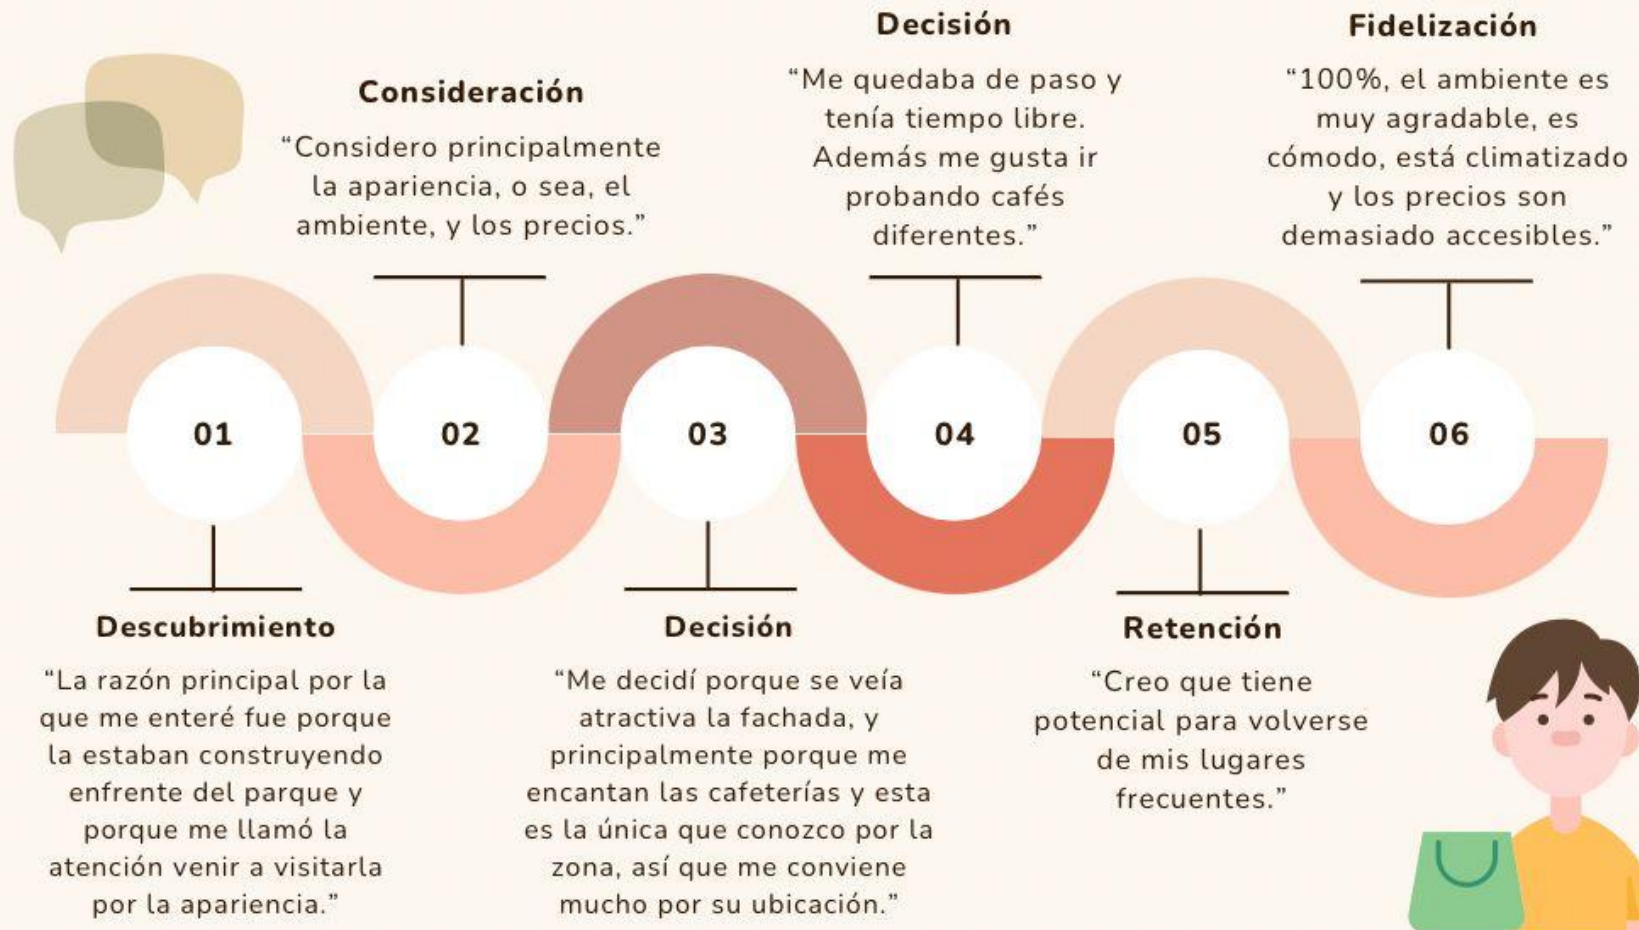 01
Descubrimiento
“La razón principal por la
que me enteré fue porque
la estaban construyendo
enfrente del parque y
porque me llamó la
atención venir a visitarla
por la apariencia.”
Consideración
“Considero principalmente
la apariencia, o sea, el
ambiente, y los precios.”
02
03
Decisión
“Me decidí porque se veía
atractiva la fachada, y
principalmente porque me
encantan las cafeterías y esta
es la única que conozco por la
zona, así que me conviene
mucho por su ubicación.”
Decisión
“Me quedaba de paso y
tenía tiempo libre.
Además me gusta ir
probando cafés
diferentes.”
04
05
Retención
“Creo que tiene
potencial para volverse
de mis lugares
frecuentes.”
Fidelización
“100%, el ambiente es
muy agradable, es
cómodo, está climatizado
y los precios son
demasiado accesibles.”
06